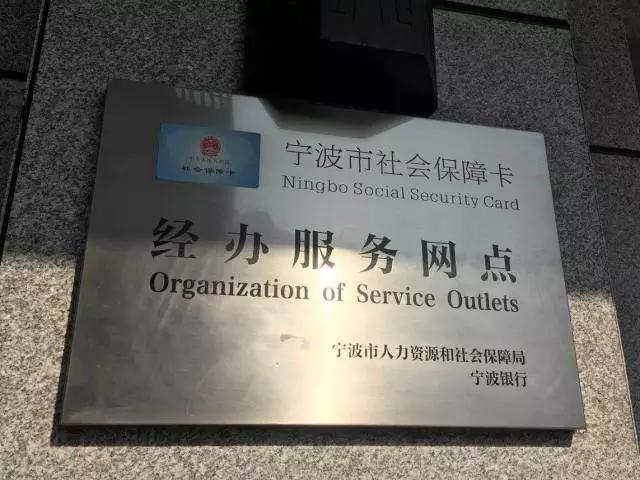 社会保障卡
宁波市社会保障卡
Ningbo Social Security Card
经办服务网点
Organization of Service Outlets
宁波市人力资源和社会保障局
宁波银行